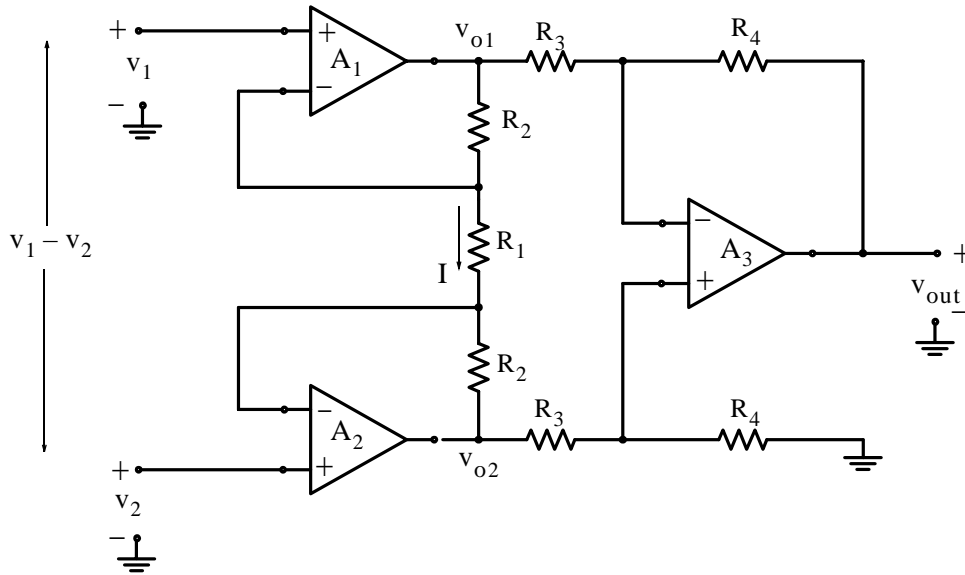 +
v1
−
v1 − v2
+
−
A1
vo1
R3
R4
R2
R1
I
R2
−
+
A2
vo2
R3
R4
−
+
A3
+
vout
−
+
v2
−